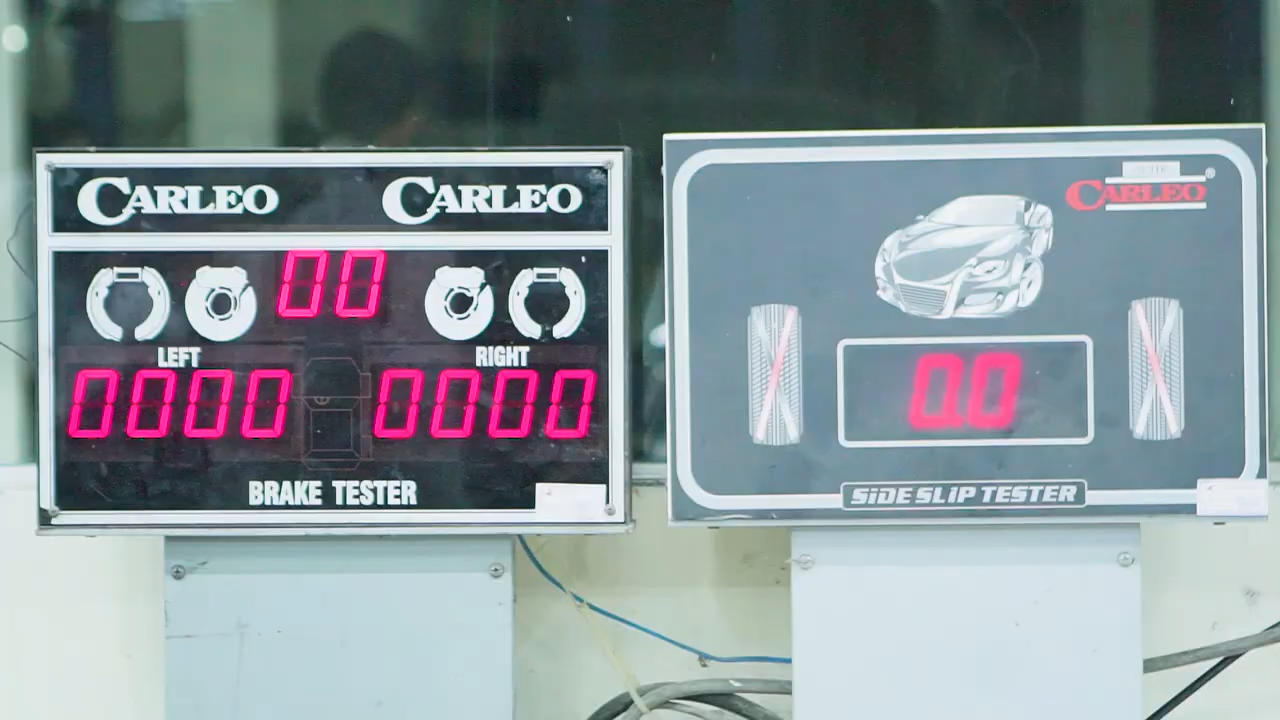 CARLEO CARLEO
00
LEFT RIGHT
0000 0000
BRAKE TESTER
CARLEO®
0.0
SIDE SLIP TESTER